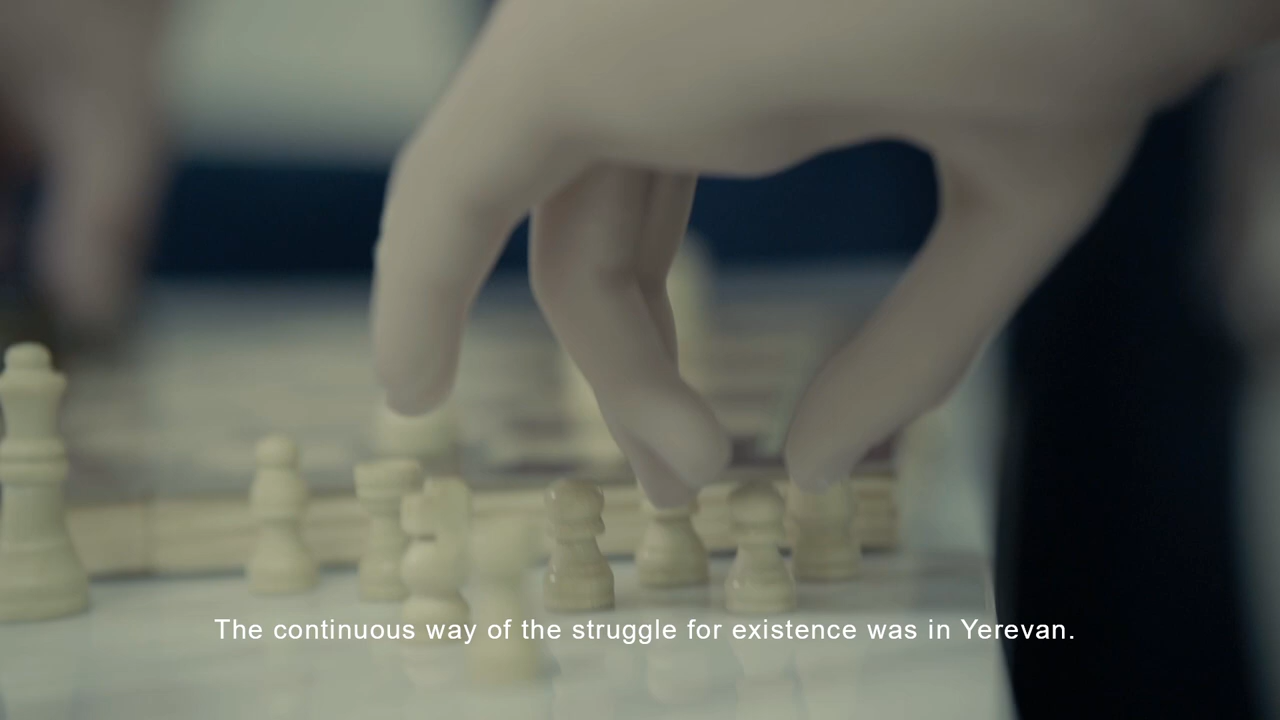 The continuous way of the struggle for existence was in Yerevan.